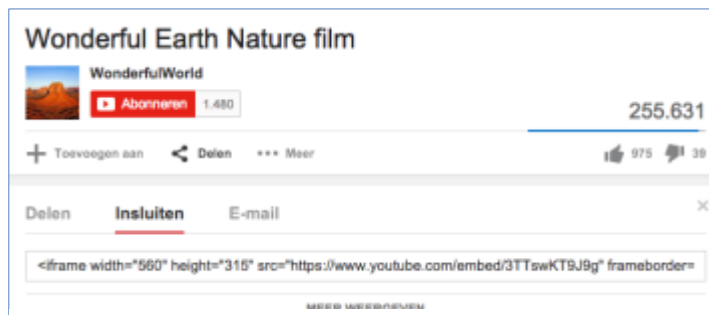 Wonderful Earth Nature film
WonderfulWorld
Abonneren 1.480
255.631
Toevoegen aan Delen Meer 975 39
Delen Insluiten E-mail
<iframe width="560" height="315" src="https://www.youtube.com/embed/3TTswKT9J9g" frameborder=
MEER WEERGEVEN